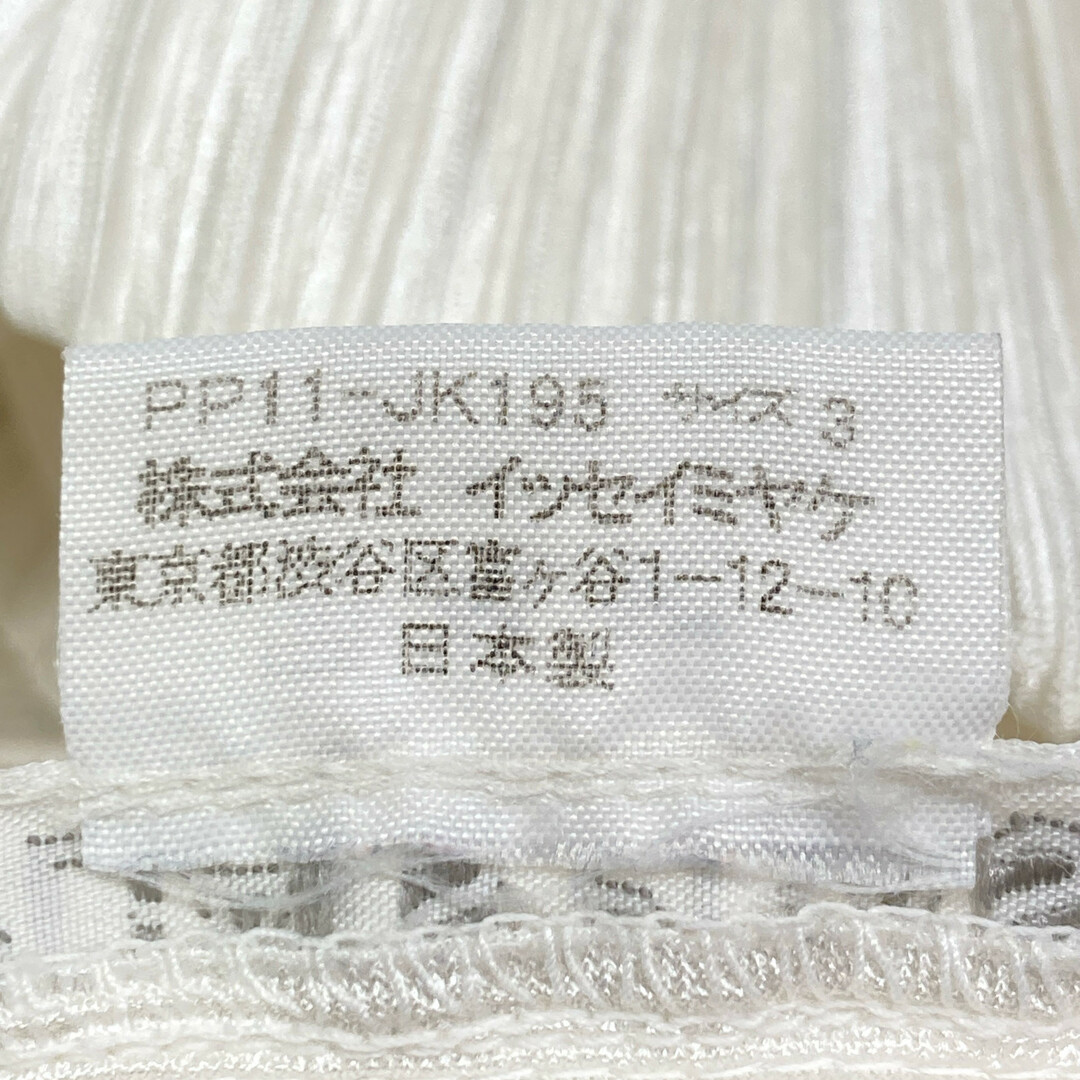 PP11-JK195 サイズ 3
株式会社 イッセイミヤケ
東京都渋谷区富ヶ谷1-12-10
日本製